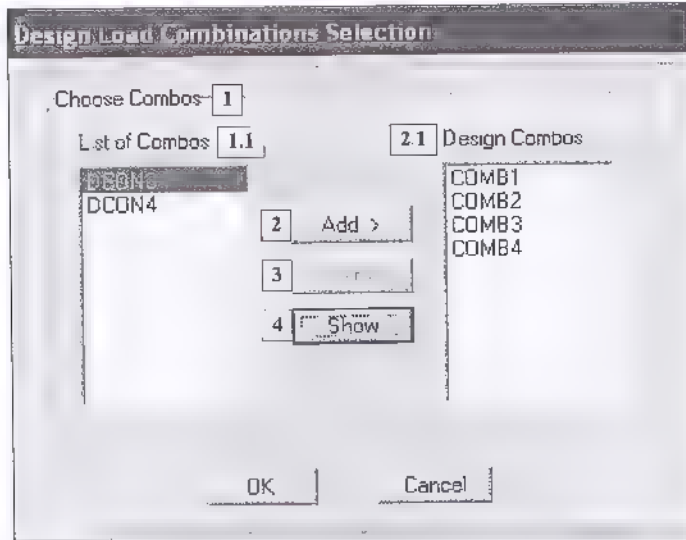 Design Load Combinations Selection
Choose Combos 1
List of Combos 1.1
2.1 Design Combos
DCON4
COMB1
COMB2
COMB3
COMB4
2 Add >
3
4 Show
OK
Cancel